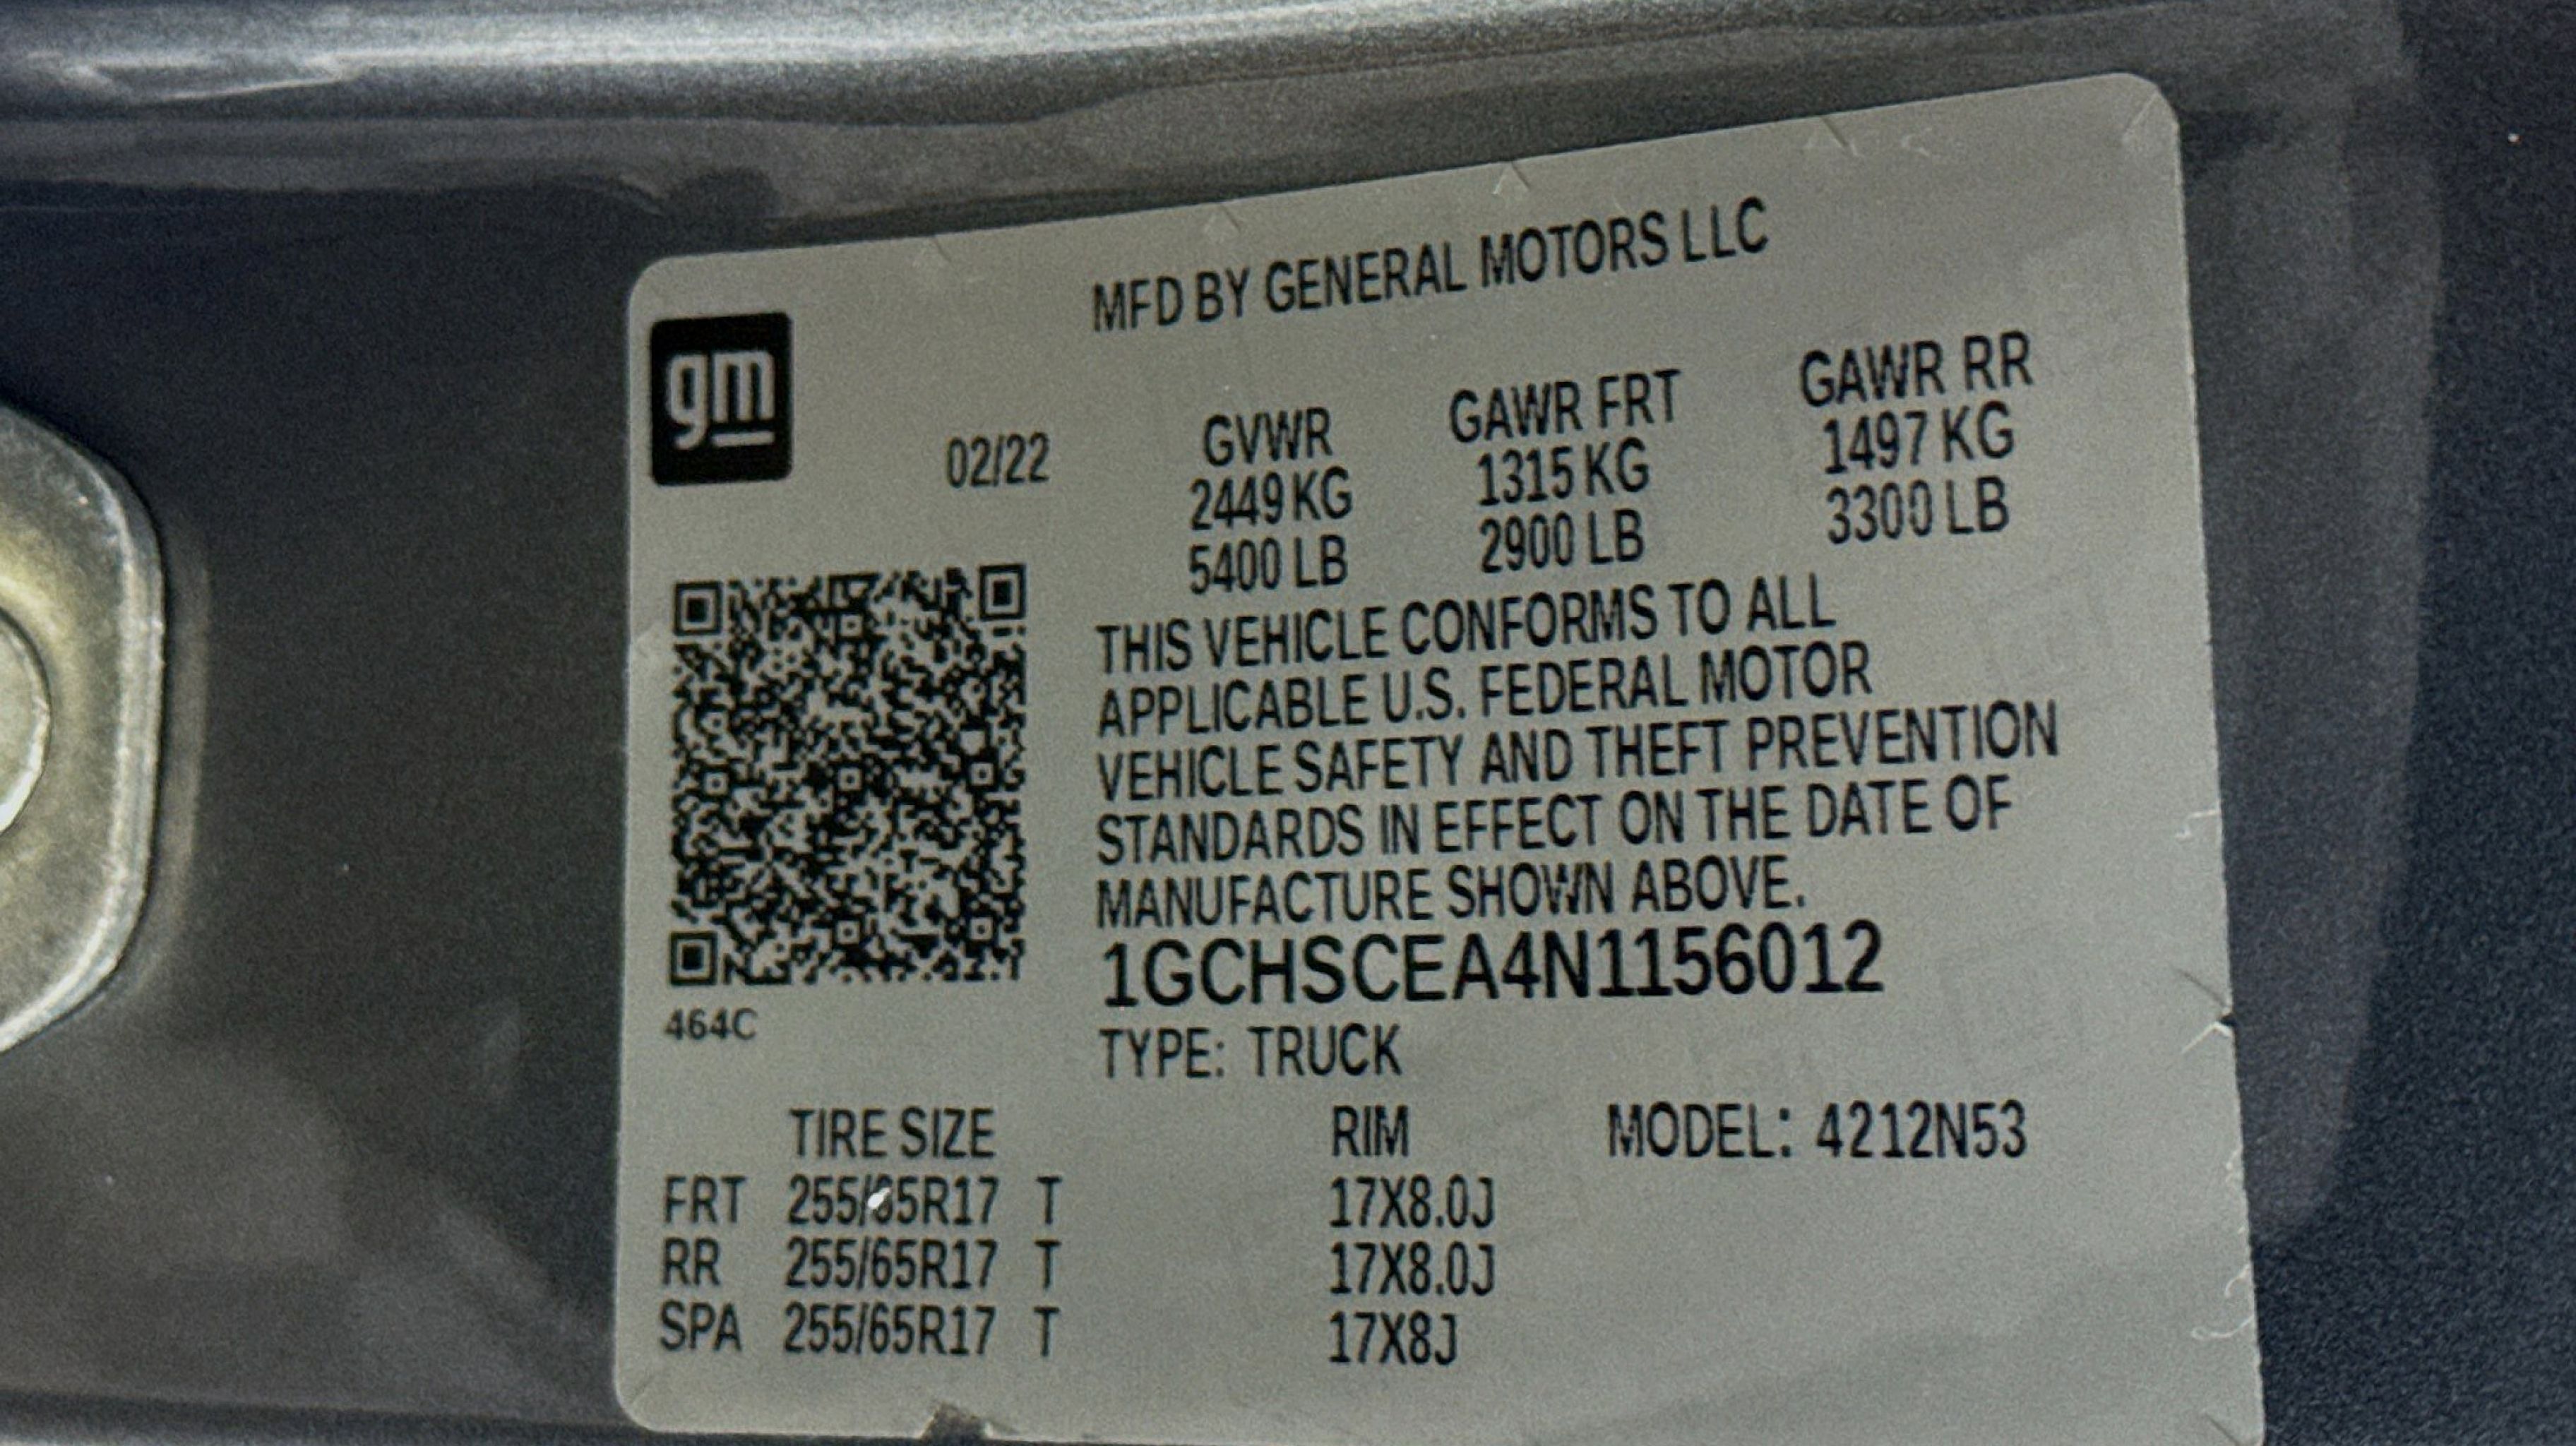 MFD BY GENERAL MOTORS LLC
gm
02/22
GVWR GAWR FRT GAWR RR
2449 KG 1315 KG 1497 KG
5400 LB 2900 LB 3300 LB
THIS VEHICLE CONFORMS TO ALL
APPLICABLE U.S. FEDERAL MOTOR
VEHICLE SAFETY AND THEFT PREVENTION
STANDARDS IN EFFECT ON THE DATE OF
MANUFACTURE SHOWN ABOVE.
1GCHSCEA4N1156012
464C
TYPE: TRUCK
TIRE SIZE RIM MODEL: 4212N53
FRT 255/65R17 T 17X8.0J
RR 255/65R17 T 17X8.0J
SPA 255/65R17 T 17X8J